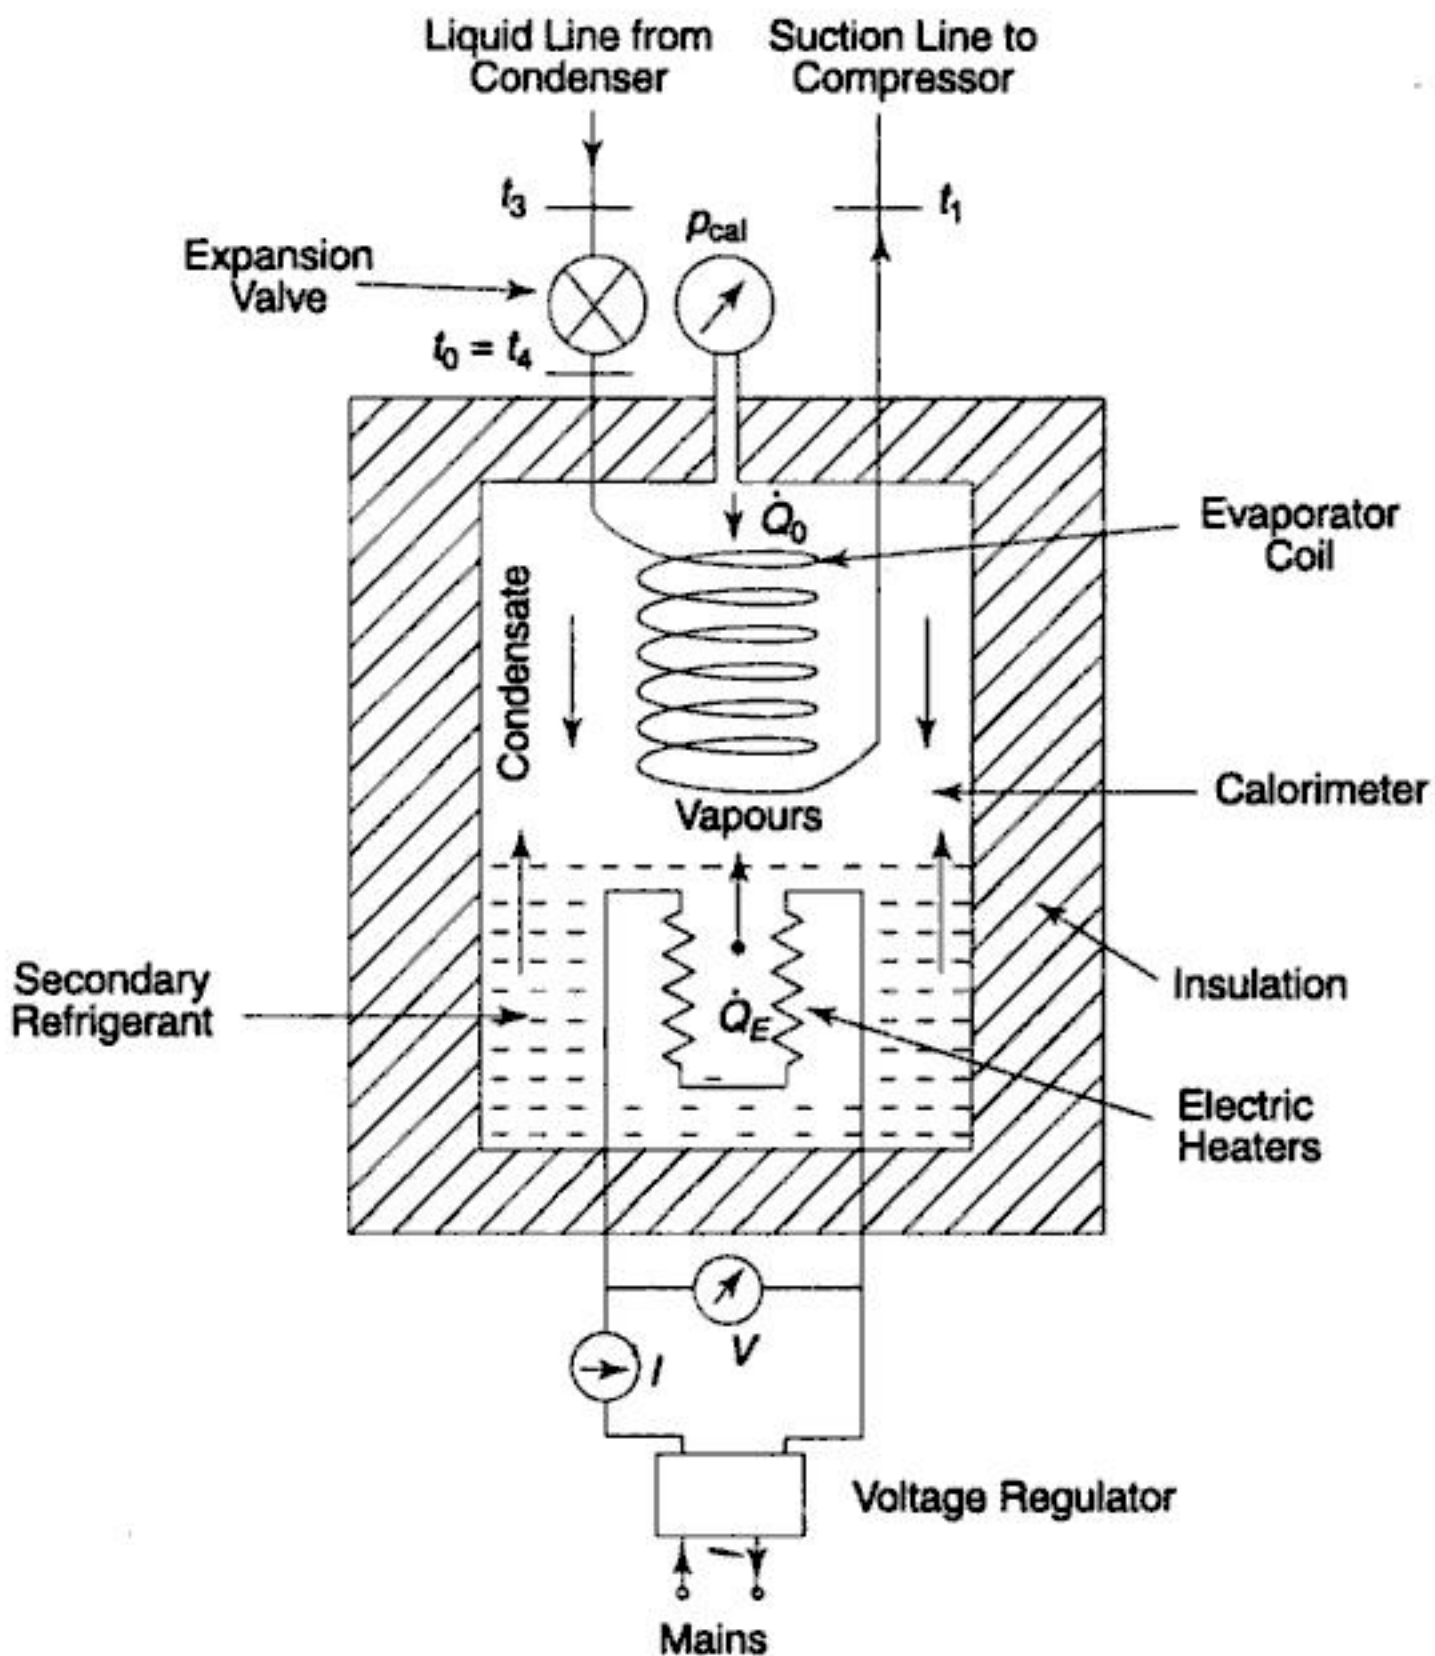 Liquid Line from
Condenser
Suction Line to
Compressor
t3
pcal
t1
Expansion
Valve
t0 = t4
Q̇0
Evaporator
Coil
Condensate
Vapours
Calorimeter
Secondary
Refrigerant
Q̇E
Insulation
Electric
Heaters
V
I
Voltage Regulator
I
Mains